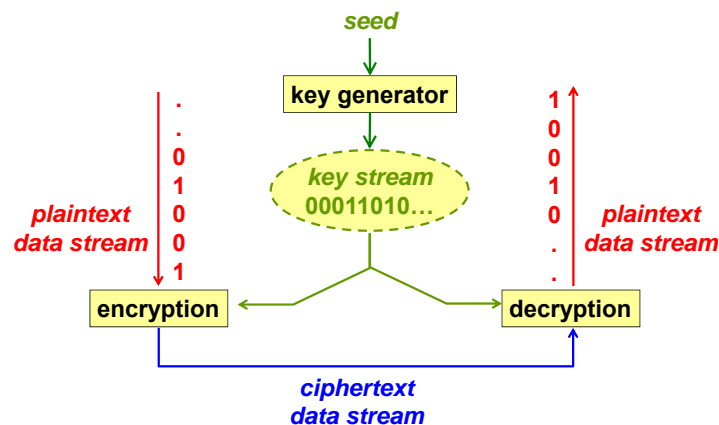 seed
key generator
.
.
0
1
0
0
1
plaintext
data stream
key stream
00011010…
1
0
0
1
0
.
.
plaintext
data stream
encryption
decryption
ciphertext
data stream